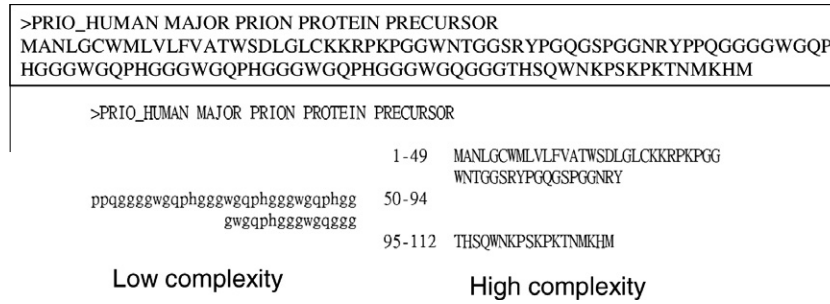 >PRIO_HUMAN MAJOR PRION PROTEIN PRECURSOR
MANLGCWMLVLFVATWSDLGLCKKRPKPGGWNTGGSRYPGQGSPGGNRYPPQGGGGWGQP
HGGGWGQPHGGGWGQPHGGGWGQPHGGGWGQGGGTHSQWNKPSKPKTNMKHM
>PRIO_HUMAN MAJOR PRION PROTEIN PRECURSOR
1-49 MANLGCWMLVLFVATWSDLGLCKKRPKPGG
WNTGGSRYPGQGSPGGNRY
ppqggggwgqphgggwgqphgggwgqphgg 50-94
gwgqphgggwgqggg
95-112 THSQWNKPSKPKTNMKHM
Low complexity High complexity